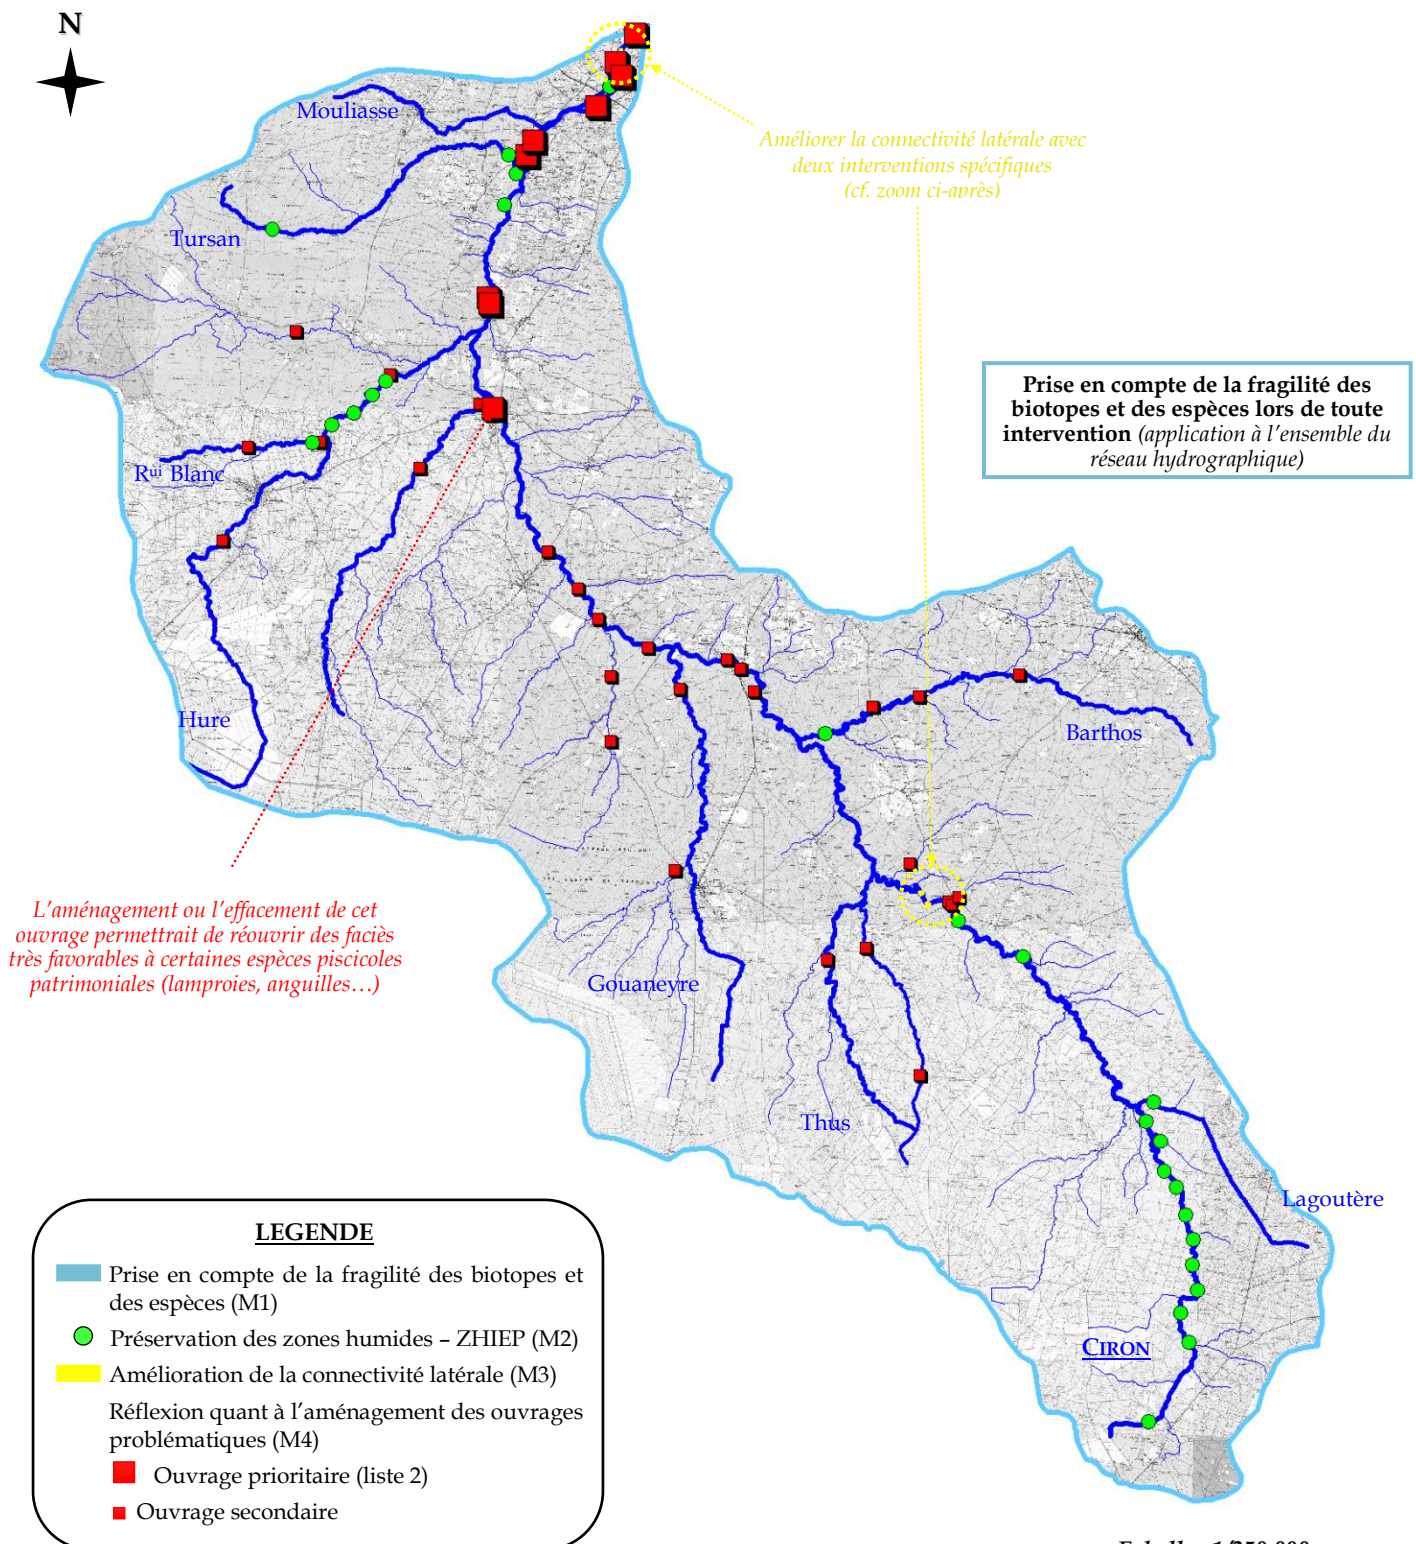 N
Mouliasse
Améliorer la connectivité latérale avec
deux interventions spécifiques
(cf. zoom ci-après)
Tursan
Prise en compte de la fragilité des
biotopes et des espèces lors de toute
intervention (application à l'ensemble du
réseau hydrographique)
Rui Blanc
Hure
Barthos
L'aménagement ou l'effacement de cet
ouvrage permettrait de réouvrir des faciès
très favorables à certaines espèces piscicoles
patrimoniales (lamproies, anguilles…)
Gouaneyre
Thus
Lagoutère
CIRON
LEGENDE
Prise en compte de la fragilité des biotopes et
des espèces (M1)
Préservation des zones humides – ZHIEP (M2)
Amélioration de la connectivité latérale (M3)
Réflexion quant à l'aménagement des ouvrages
problématiques (M4)
Ouvrage prioritaire (liste 2)
Ouvrage secondaire